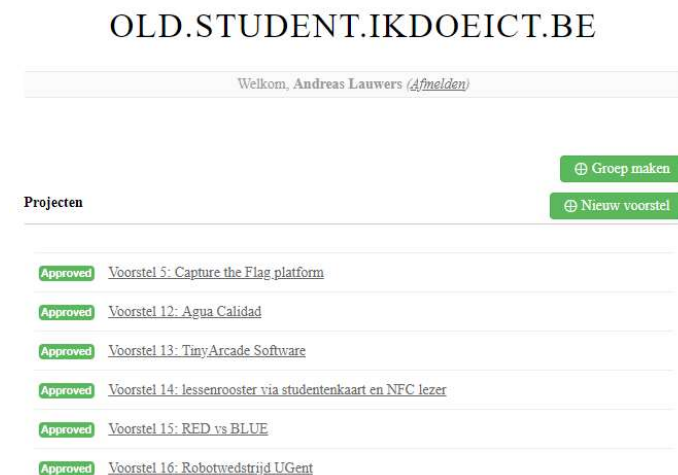 OLD.STUDENT.IKDOEICT.BE
Welkom, Andreas Lauwers (Afmelden)
Groep maken
Projecten
Nieuw voorstel
Approved Voorstel 5: Capture the Flag platform
Approved Voorstel 12: Agua Calidad
Approved Voorstel 13: TinyArcade Software
Approved Voorstel 14: lessenrooster via studentenkaart en NFC lezer
Approved Voorstel 15: RED vs BLUE
Approved Voorstel 16: Robotwedstrijd UGent